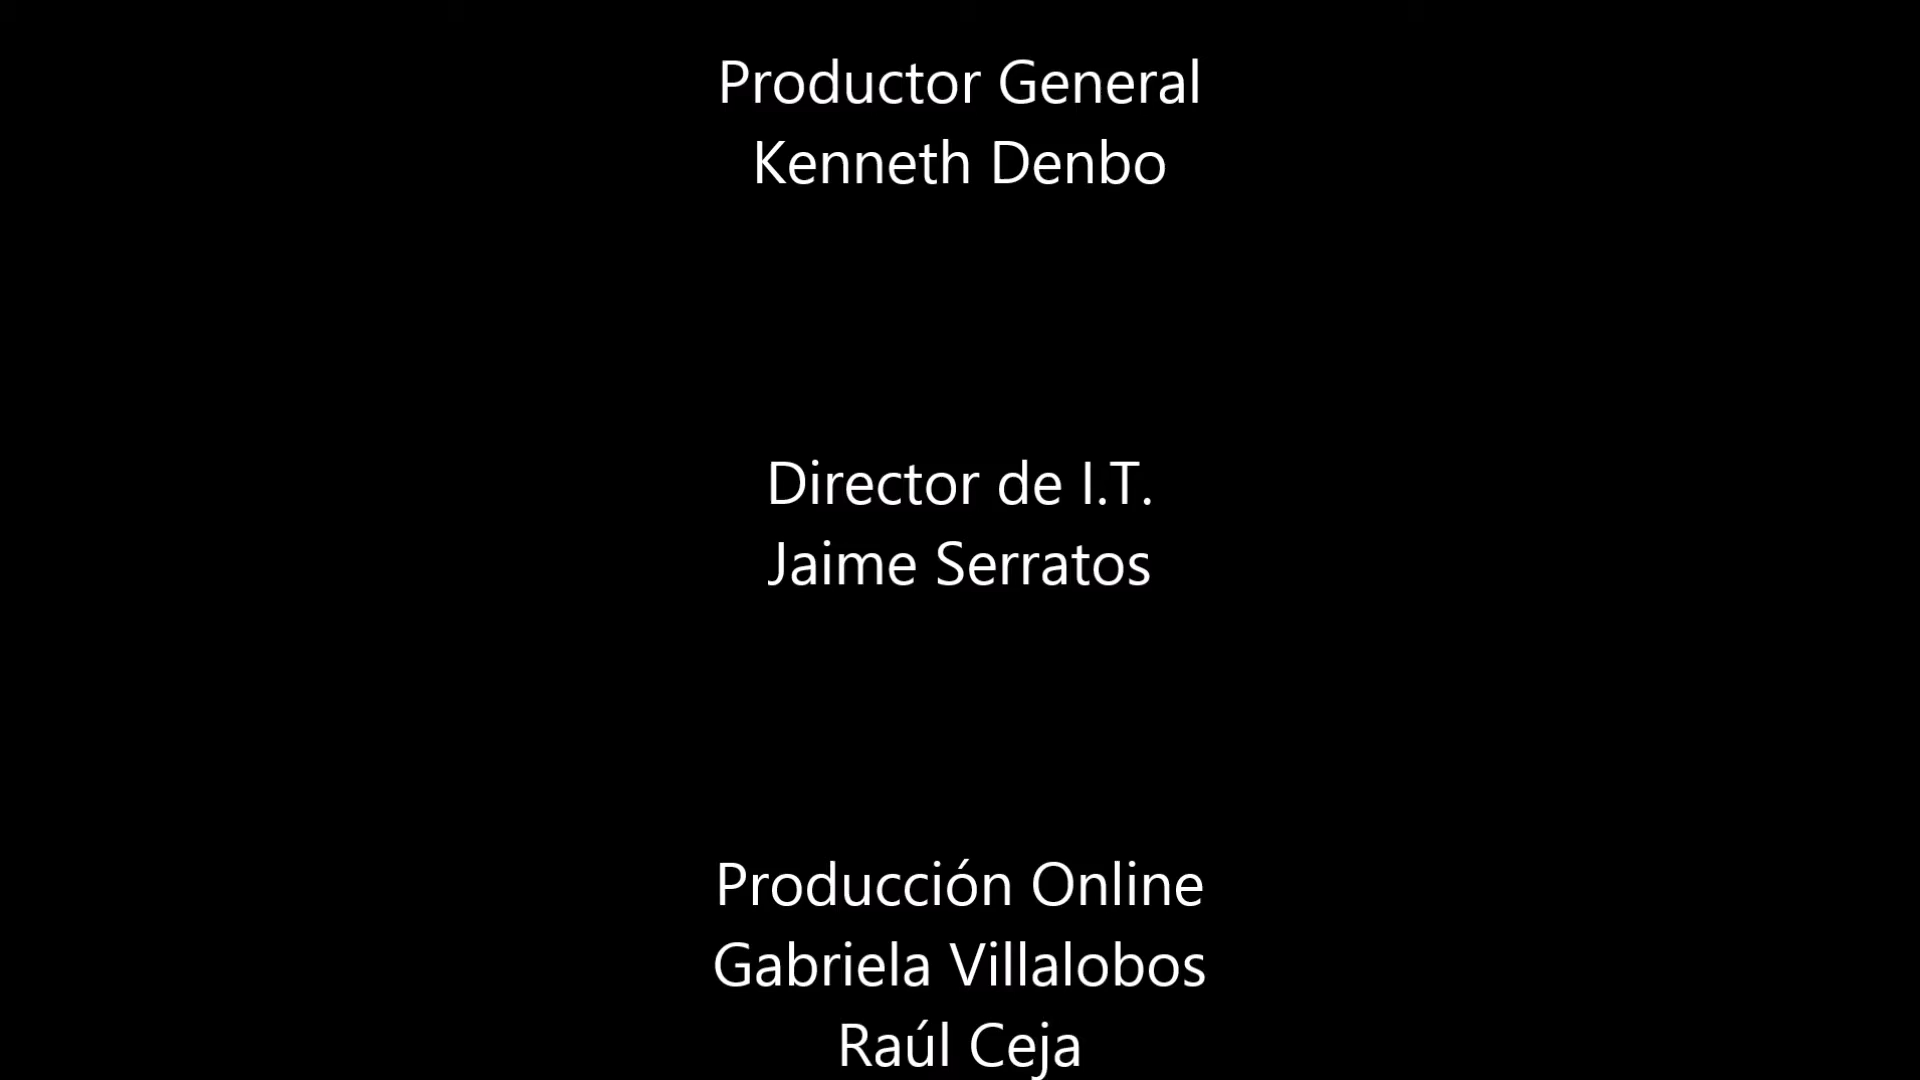 Productor General
Kenneth Denbo
Director de I.T.
Jaime Serratos
Producción Online
Gabriela Villalobos
Raúl Ceja